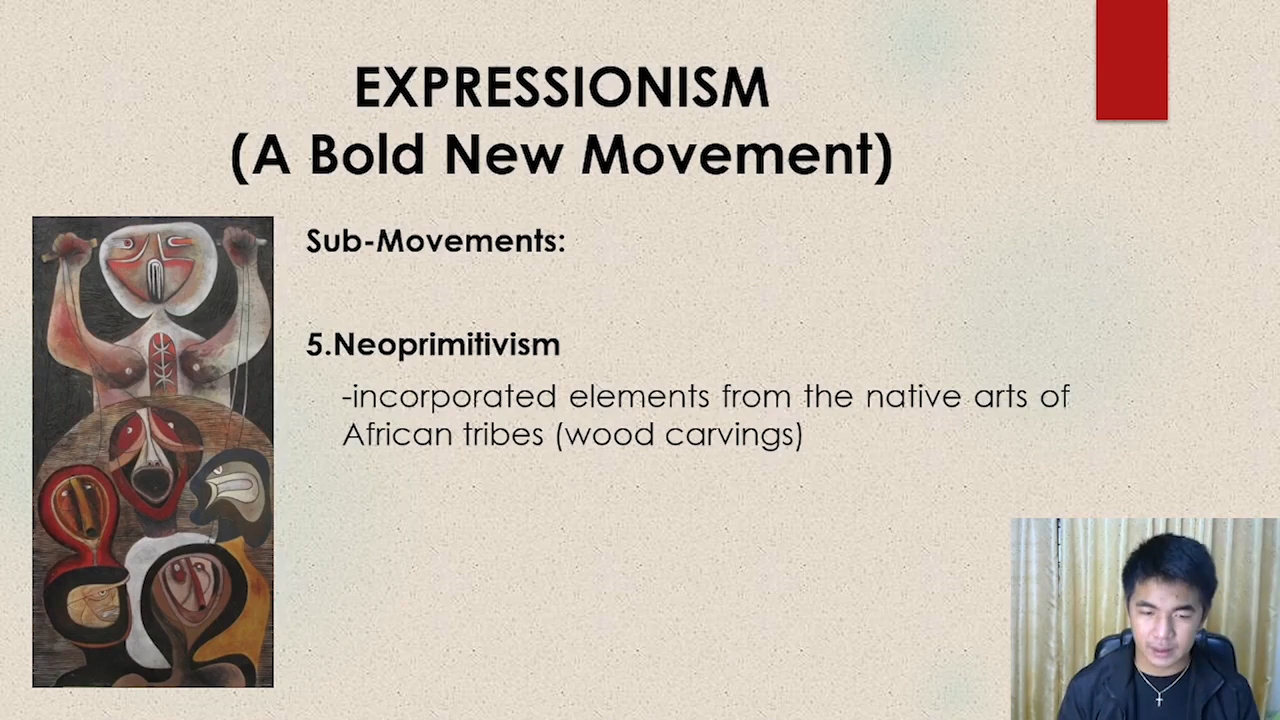 EXPRESSIONISM
(A Bold New Movement)
Sub-Movements:
5.Neoprimitivism
-incorporated elements from the native arts of
African tribes (wood carvings)